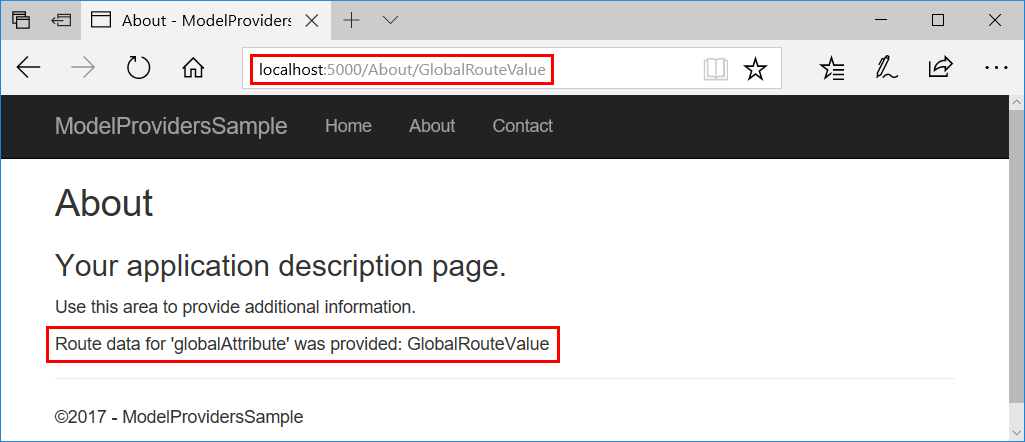 About - ModelProviders
localhost:5000/About/GlobalRouteValue
ModelProvidersSample Home About Contact
About
Your application description page.
Use this area to provide additional information.
Route data for 'globalAttribute' was provided: GlobalRouteValue
©2017 - ModelProvidersSample